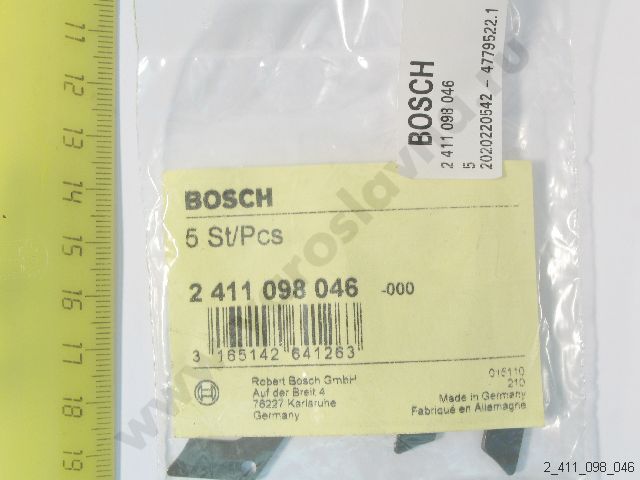 11
12
13
14
15
16
17
18
19
BOSCH
2 411 098 046
5
2020220542 - 4779522.1
BOSCH
5 St/Pcs
2 411 098 046 -000
3 165142 641263
Robert Bosch GmbH
Auf der Breit 4
76227 Karlsruhe
Germany
015110
210
Made in Germany
Fabriqué en Allemagne
2_411_098_046